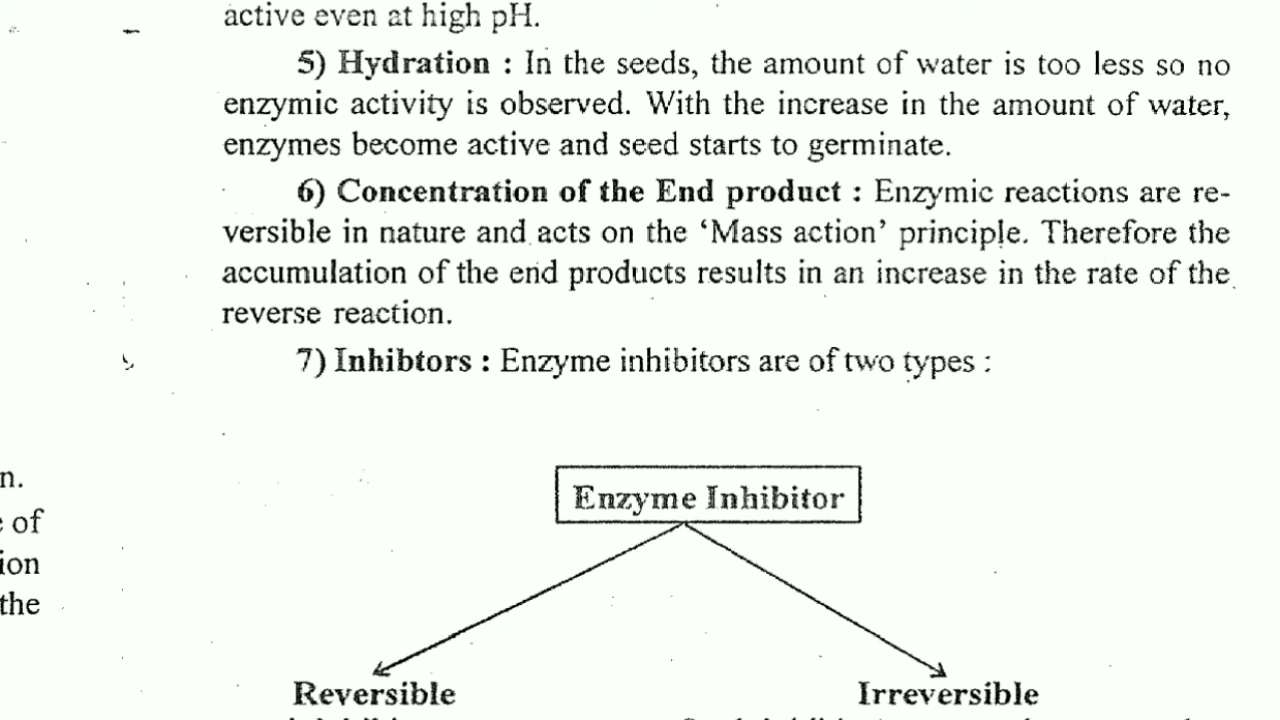 active even at high pH.
5) Hydration : In the seeds, the amount of water is too less so no
enzymic activity is observed. With the increase in the amount of water,
enzymes become active and seed starts to germinate.
6) Concentration of the End product : Enzymic reactions are re-
versible in nature and acts on the ‘Mass action’ principle. Therefore the
accumulation of the end products results in an increase in the rate of the
reverse reaction.
7) Inhibtors : Enzyme inhibitors are of two types :
n.
of
ion
the
Enzyme Inhibitor
Reversible Irreversible